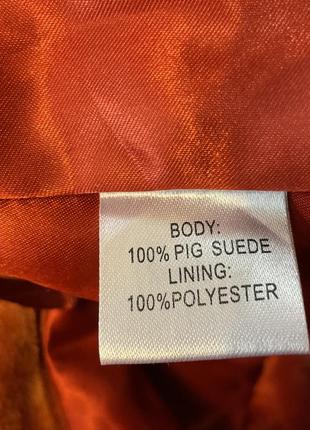 BODY:
100% PIG SUEDE
LINING:
100%POLYESTER